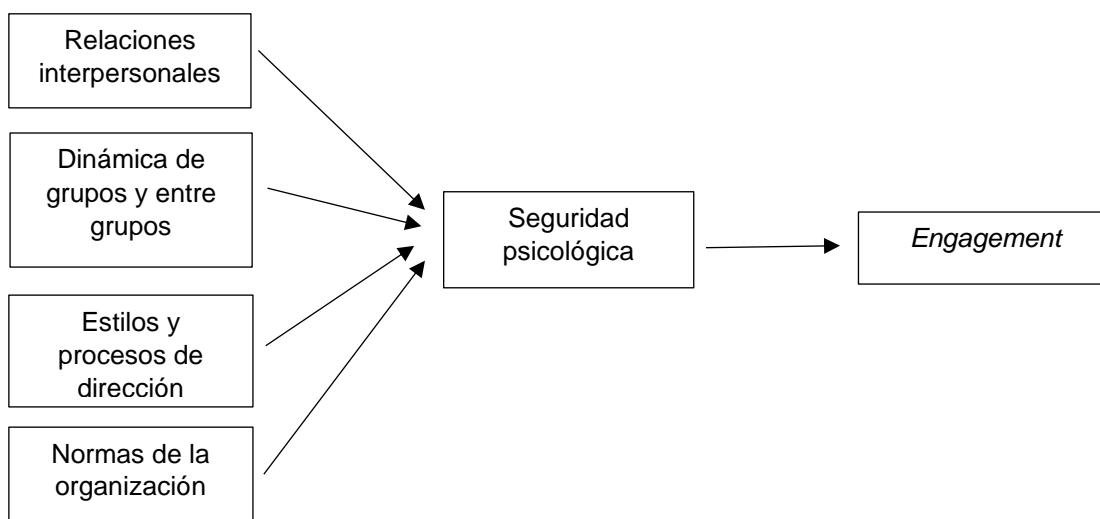 Relaciones
interpersonales
Dinámica de
grupos y entre
grupos
Estilos y
procesos de
dirección
Normas de la
organización
Seguridad
psicológica
Engagement